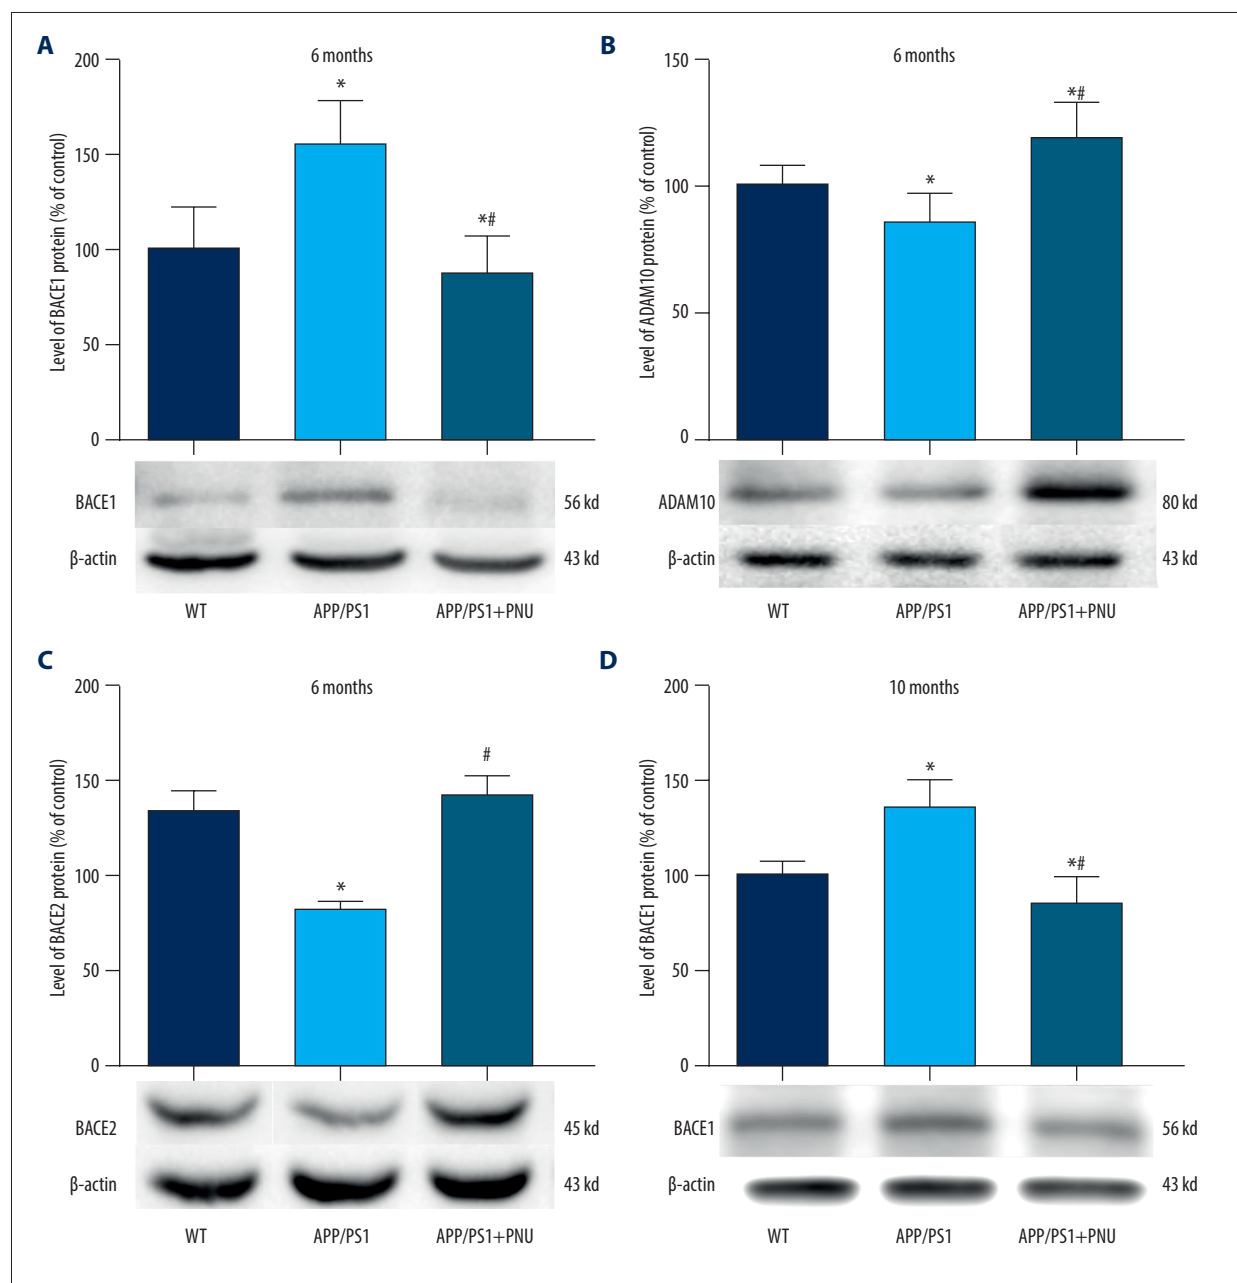 A
6 months
Level of BACE1 protein (% of control)
200
150
100
50
0
*
*#
BACE1
56 kd
β-actin
43 kd
WT
APP/PS1
APP/PS1+PNU
B
6 months
Level of ADAM10 protein (% of control)
150
100
50
0
*
*#
ADAM10
80 kd
β-actin
43 kd
WT
APP/PS1
APP/PS1+PNU
C
6 months
Level of BACE2 protein (% of control)
200
150
100
50
0
*
#
BACE2
45 kd
β-actin
43 kd
WT
APP/PS1
APP/PS1+PNU
D
10 months
Level of BACE1 protein (% of control)
200
150
100
50
0
*
*#
BACE1
56 kd
β-actin
43 kd
WT
APP/PS1
APP/PS1+PNU